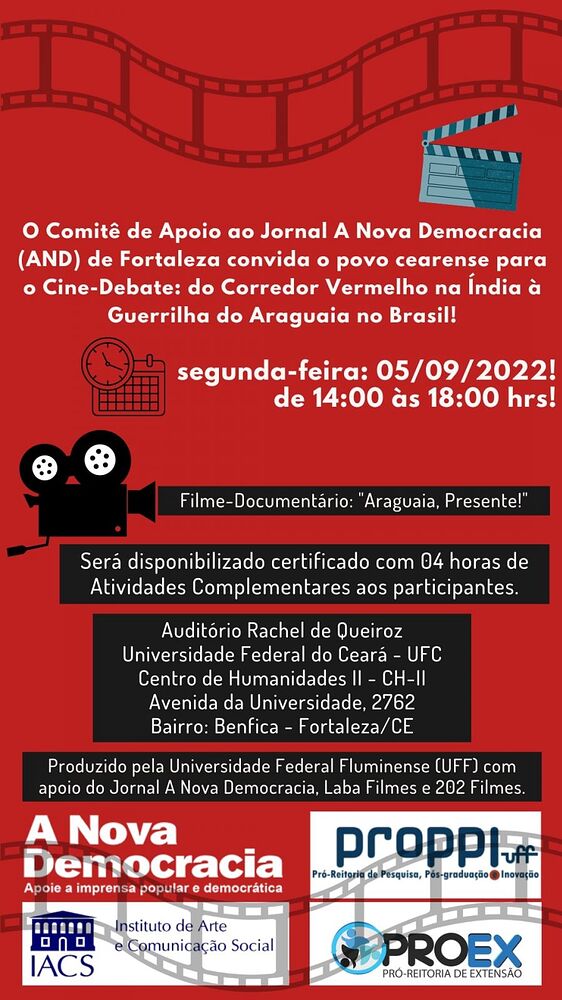 O Comitê de Apoio ao Jornal A Nova Democracia
(AND) de Fortaleza convida o povo cearense para
o Cine-Debate: do Corredor Vermelho na Índia à
Guerrilha do Araguaia no Brasil!
segunda-feira: 05/09/2022!
de 14:00 às 18:00 hrs!
Filme-Documentário: "Araguaia, Presente!"
Será disponibilizado certificado com 04 horas de
Atividades Complementares aos participantes.
Auditório Rachel de Queiroz
Universidade Federal do Ceará - UFC
Centro de Humanidades II - CH-II
Avenida da Universidade, 2762
Bairro: Benfica - Fortaleza/CE
Produzido pela Universidade Federal Fluminense (UFF) com
apoio do Jornal A Nova Democracia, Laba Filmes e 202 Filmes.
A Nova
Democracia
Apoie a imprensa popular e democrática
proppi uff
Pró-Reitoria de Pesquisa, Pós-graduação e Inovação
IACS
Instituto de Arte
e Comunicação Social
PROEX
PRÓ-REITORIA DE EXTENSÃO